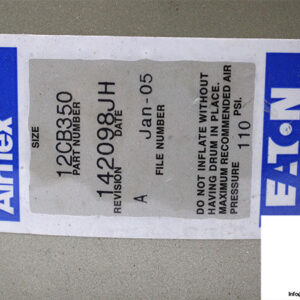 Airflex
SIZE
12CB350
PART NUMBER
142098JH
REVISION DATE
A Jan-05
FILE NUMBER
DO NOT INFLATE WITHOUT
HAVING DRUM IN PLACE.
MAXIMUM RECOMMENDED AIR
PRESSURE 110 PSI.
EATON